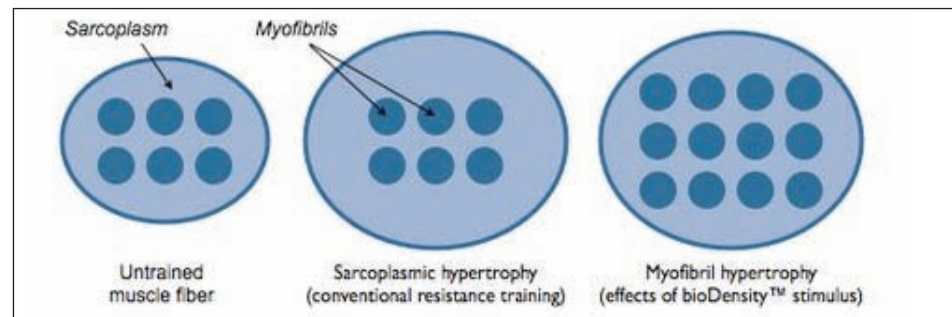 Sarcoplasm
Myofibrils
Untrained
muscle fiber
Sarcoplasmic hypertrophy
(conventional resistance training)
Myofibril hypertrophy
(effects of bioDensity™ stimulus)